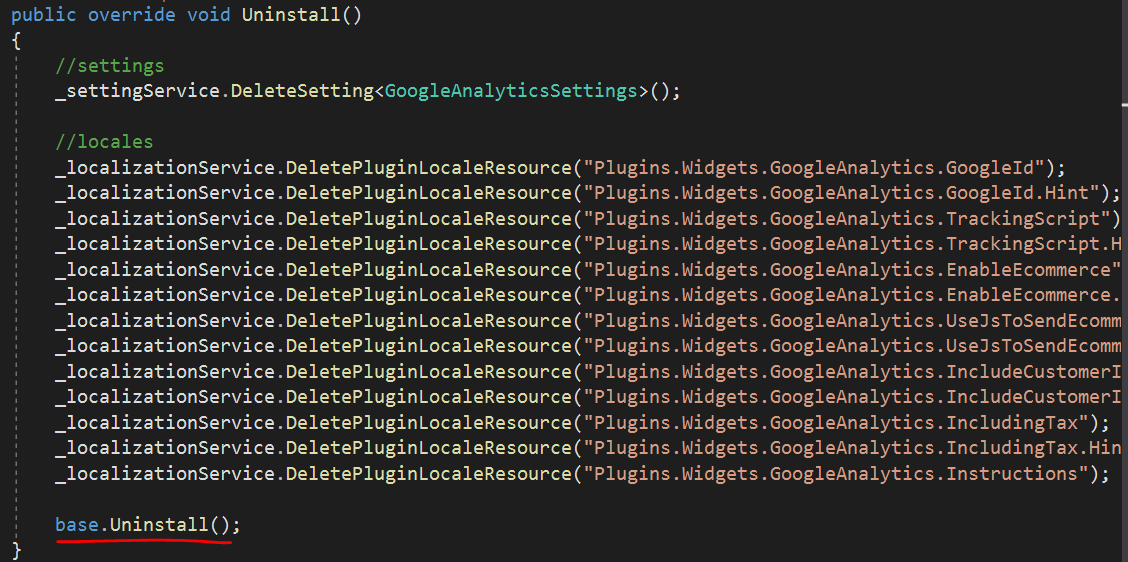 public override void Uninstall()
{
//settings
_settingService.DeleteSetting<GoogleAnalyticsSettings>();
//locales
_localizationService.DeletePluginLocaleResource("Plugins.Widgets.GoogleAnalytics.GoogleId");
_localizationService.DeletePluginLocaleResource("Plugins.Widgets.GoogleAnalytics.GoogleId.Hint");
_localizationService.DeletePluginLocaleResource("Plugins.Widgets.GoogleAnalytics.TrackingScript")
_localizationService.DeletePluginLocaleResource("Plugins.Widgets.GoogleAnalytics.TrackingScript.H
_localizationService.DeletePluginLocaleResource("Plugins.Widgets.GoogleAnalytics.EnableEcommerce"
_localizationService.DeletePluginLocaleResource("Plugins.Widgets.GoogleAnalytics.EnableEcommerce.
_localizationService.DeletePluginLocaleResource("Plugins.Widgets.GoogleAnalytics.UseJsToSendEcomm
_localizationService.DeletePluginLocaleResource("Plugins.Widgets.GoogleAnalytics.UseJsToSendEcomm
_localizationService.DeletePluginLocaleResource("Plugins.Widgets.GoogleAnalytics.IncludeCustomerI
_localizationService.DeletePluginLocaleResource("Plugins.Widgets.GoogleAnalytics.IncludeCustomerI
_localizationService.DeletePluginLocaleResource("Plugins.Widgets.GoogleAnalytics.IncludingTax");
_localizationService.DeletePluginLocaleResource("Plugins.Widgets.GoogleAnalytics.IncludingTax.Hin
_localizationService.DeletePluginLocaleResource("Plugins.Widgets.GoogleAnalytics.Instructions");
base.Uninstall();
}